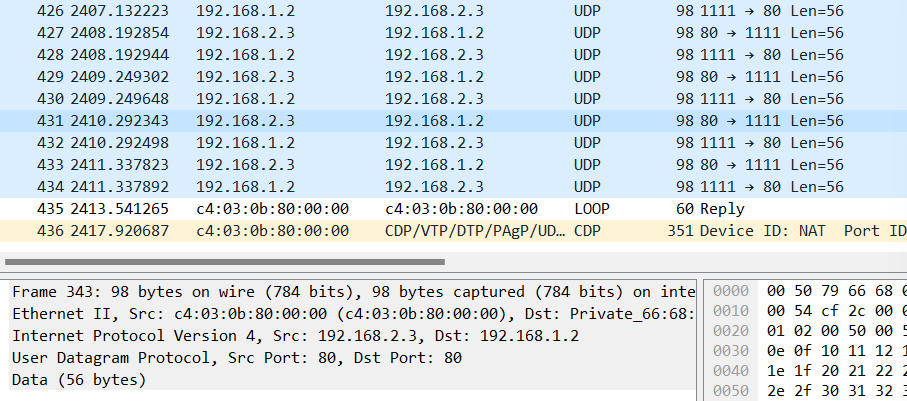 426 2407.132223 192.168.1.2 192.168.2.3 UDP 98 1111 → 80 Len=56
427 2408.192854 192.168.2.3 192.168.1.2 UDP 98 80 → 1111 Len=56
428 2408.192944 192.168.1.2 192.168.2.3 UDP 98 1111 → 80 Len=56
429 2409.249302 192.168.2.3 192.168.1.2 UDP 98 80 → 1111 Len=56
430 2409.249648 192.168.1.2 192.168.2.3 UDP 98 1111 → 80 Len=56
431 2410.292343 192.168.2.3 192.168.1.2 UDP 98 80 → 1111 Len=56
432 2410.292498 192.168.1.2 192.168.2.3 UDP 98 1111 → 80 Len=56
433 2411.337823 192.168.2.3 192.168.1.2 UDP 98 80 → 1111 Len=56
434 2411.337892 192.168.1.2 192.168.2.3 UDP 98 1111 → 80 Len=56
435 2413.541265 c4:03:0b:80:00:00 c4:03:0b:80:00:00 LOOP 60 Reply
436 2417.920687 c4:03:0b:80:00:00 CDP/VTP/DTP/PAgP/UD… CDP 351 Device ID: NAT Port ID
Frame 343: 98 bytes on wire (784 bits), 98 bytes captured (784 bits) on inte
Ethernet II, Src: c4:03:0b:80:00:00 (c4:03:0b:80:00:00), Dst: Private_66:68:
Internet Protocol Version 4, Src: 192.168.2.3, Dst: 192.168.1.2
User Datagram Protocol, Src Port: 80, Dst Port: 80
Data (56 bytes)
0000 00 50 79 66 68 0
0010 00 54 cf 2c 00 0
0020 01 02 00 50 00 5
0030 0e 0f 10 11 12 1
0040 1e 1f 20 21 22 2
0050 2e 2f 30 31 32 3